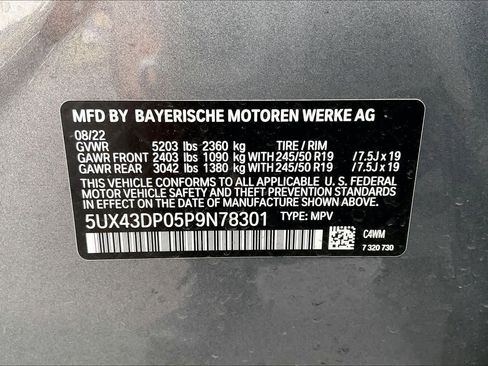 MFD BY BAYERISCHE MOTOREN WERKE AG
08/22
GVWR 5203 lbs 2360 kg TIRE / RIM
GAWR FRONT 2403 lbs 1090 kg WITH 245/50 R19 /7.5J x 19
GAWR REAR 3042 lbs 1380 kg WITH 245/50 R19 /7.5J x 19
THIS VEHICLE CONFORMS TO ALL APPLICABLE U. S. FEDERAL
MOTOR VEHICLE SAFETY AND THEFT PREVENTION STANDARDS
IN EFFECT ON THE DATE OF MANUFACTURE SHOWN ABOVE.
5UX43DP05P9N78301 TYPE: MPV
C4WM
7 320 730